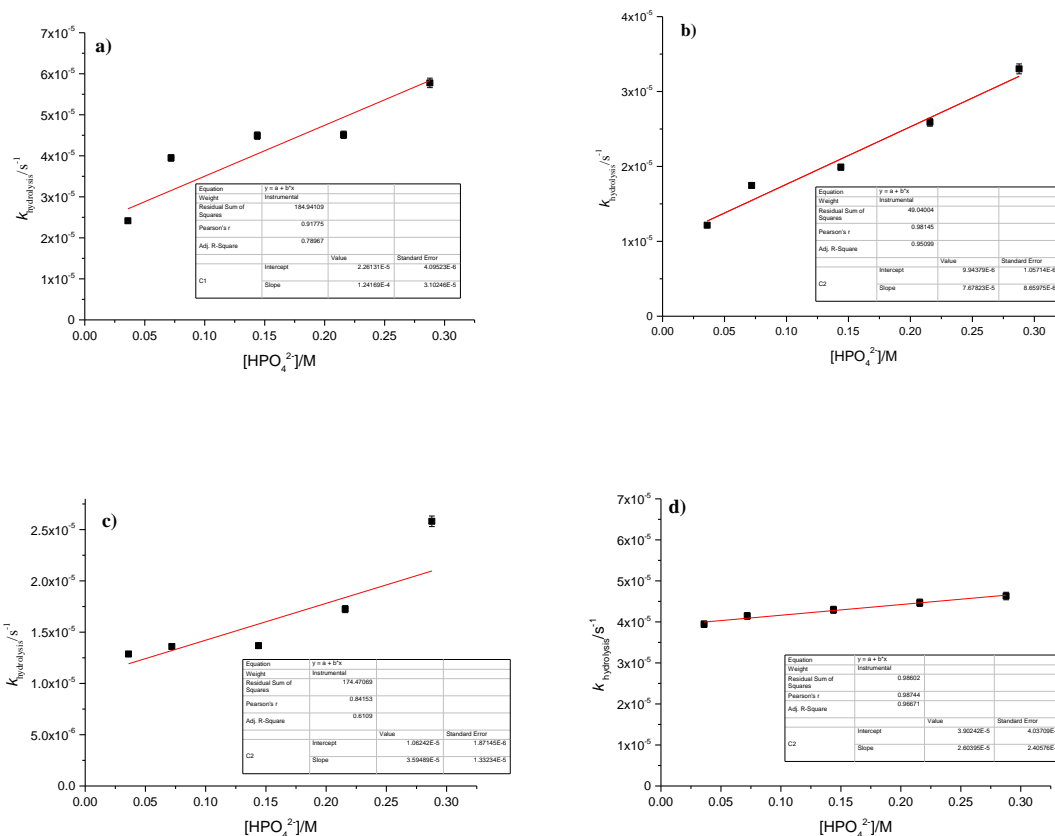 a)
7x10-5
6x10-5
5x10-5
4x10-5
3x10-5
2x10-5
1x10-5
0
khydrolysis/s-1
Equation y = a + b*x
Weight Instrumental
Residual Sum of Squares 184.94109
Pearson's r 0.91775
Adj. R-Square 0.78967
Value Standard Error
C1 Intercept 2.26131E-5 4.09523E-6
Slope 1.24169E-4 3.10246E-5
0.00 0.05 0.10 0.15 0.20 0.25 0.30
[HPO42-]/M
b)
4x10-5
3x10-5
2x10-5
1x10-5
0
khydrolysis/s-1
Equation y = a + b*x
Weight Instrumental
Residual Sum of Squares 49.04004
Pearson's r 0.98145
Adj. R-Square 0.95099
Value Standard Error
C2 Intercept 9.94379E-6 1.05714E-6
Slope 7.67823E-5 8.65975E-6
0.00 0.05 0.10 0.15 0.20 0.25 0.30
[HPO42-]/M
c)
2.5x10-5
2.0x10-5
1.5x10-5
1.0x10-5
5.0x10-6
0.0
khydrolysis/s-1
Equation y = a + b*x
Weight Instrumental
Residual Sum of Squares 174.47069
Pearson's r 0.84153
Adj. R-Square 0.6109
Value Standard Error
C2 Intercept 1.06242E-5 1.87145E-6
Slope 3.59489E-5 1.33234E-5
0.00 0.05 0.10 0.15 0.20 0.25 0.30
[HPO42-]/M
d)
7x10-5
6x10-5
5x10-5
4x10-5
3x10-5
2x10-5
1x10-5
0
k hydrolysis/s-1
Equation y = a + b*x
Weight Instrumental
Residual Sum of Squares 0.98602
Pearson's r 0.98744
Adj. R-Square 0.96671
Value Standard Error
C2 Intercept 3.90242E-5 4.03709E-
Slope 2.60395E-5 2.40576E-
0.00 0.05 0.10 0.15 0.20 0.25 0.30
[HPO42-]/M